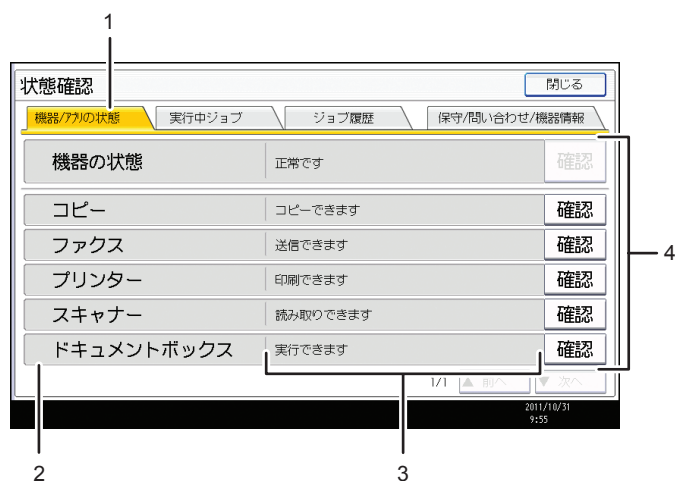 1
状態確認 閉じる
機器/ｱﾌﾟﾘの状態 実行中ジョブ ジョブ履歴 保守/問い合わせ/機器情報
機器の状態 正常です 確認
コピー コピーできます 確認
ファクス 送信できます 確認
4
プリンター 印刷できます 確認
スキャナー 読み取りできます 確認
ドキュメントボックス 実行できます 確認
1/1 ▲ 前へ ▼ 次へ
2011/10/31
9:55
2 3